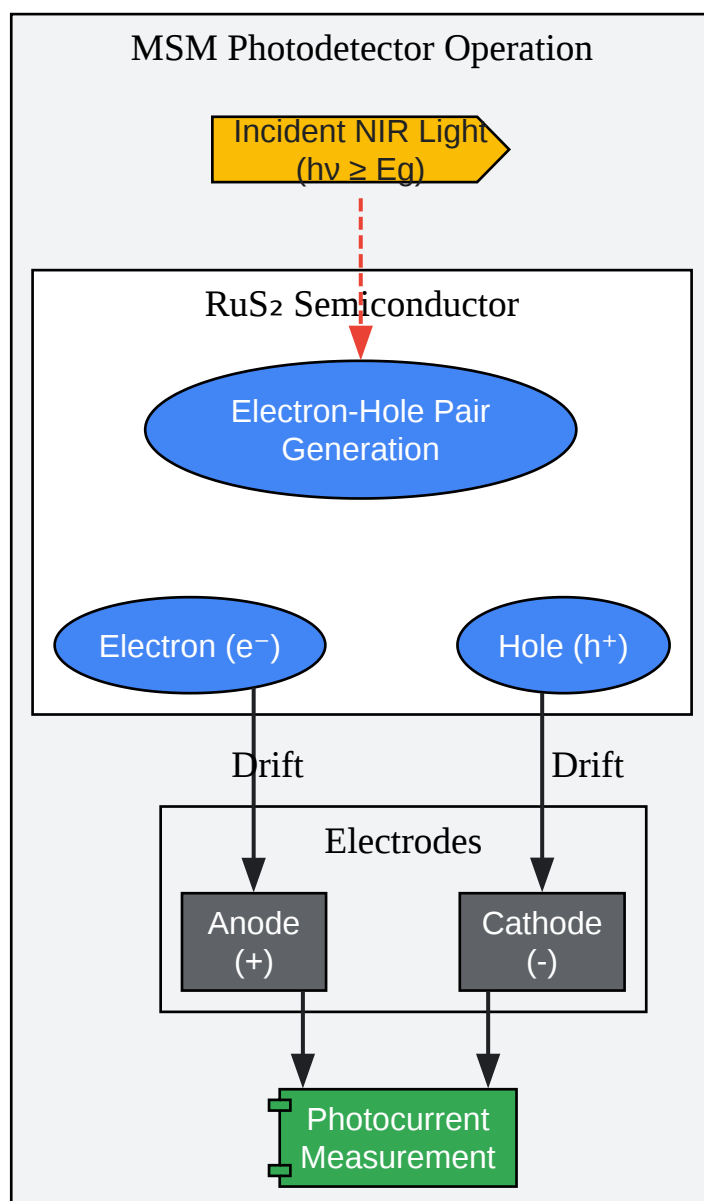 MSM Photodetector Operation
Incident NIR Light
(hν ≥ Eg)
RuS₂ Semiconductor
Electron-Hole Pair
Generation
Electron (e⁻)
Hole (h⁺)
Drift
Drift
Electrodes
Anode
(+)
Cathode
(-)
Photocurrent
Measurement